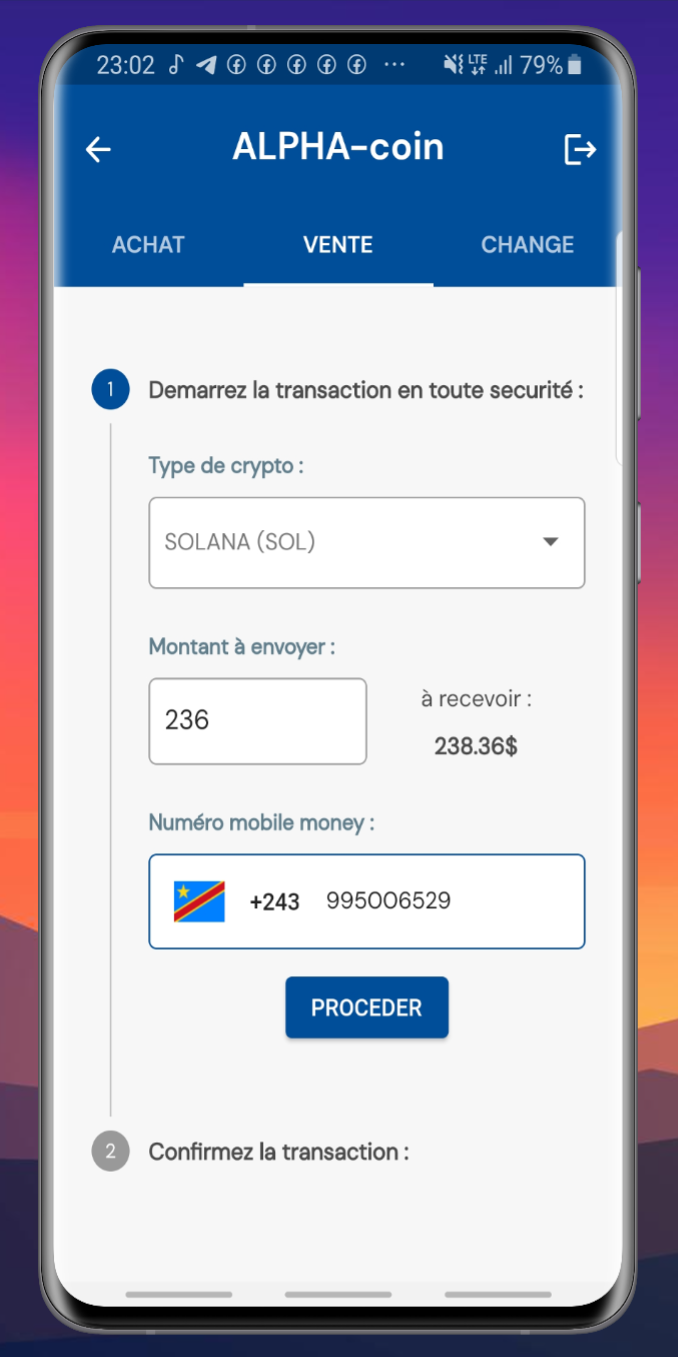 23:02 79%
LTE
ALPHA-coin
ACHAT VENTE CHANGE
1 Demarrez la transaction en toute securité :
Type de crypto :
SOLANA (SOL)
Montant à envoyer :
236
à recevoir :
238.36$
Numéro mobile money :
+243 995006529
PROCEDER
2 Confirmez la transaction :